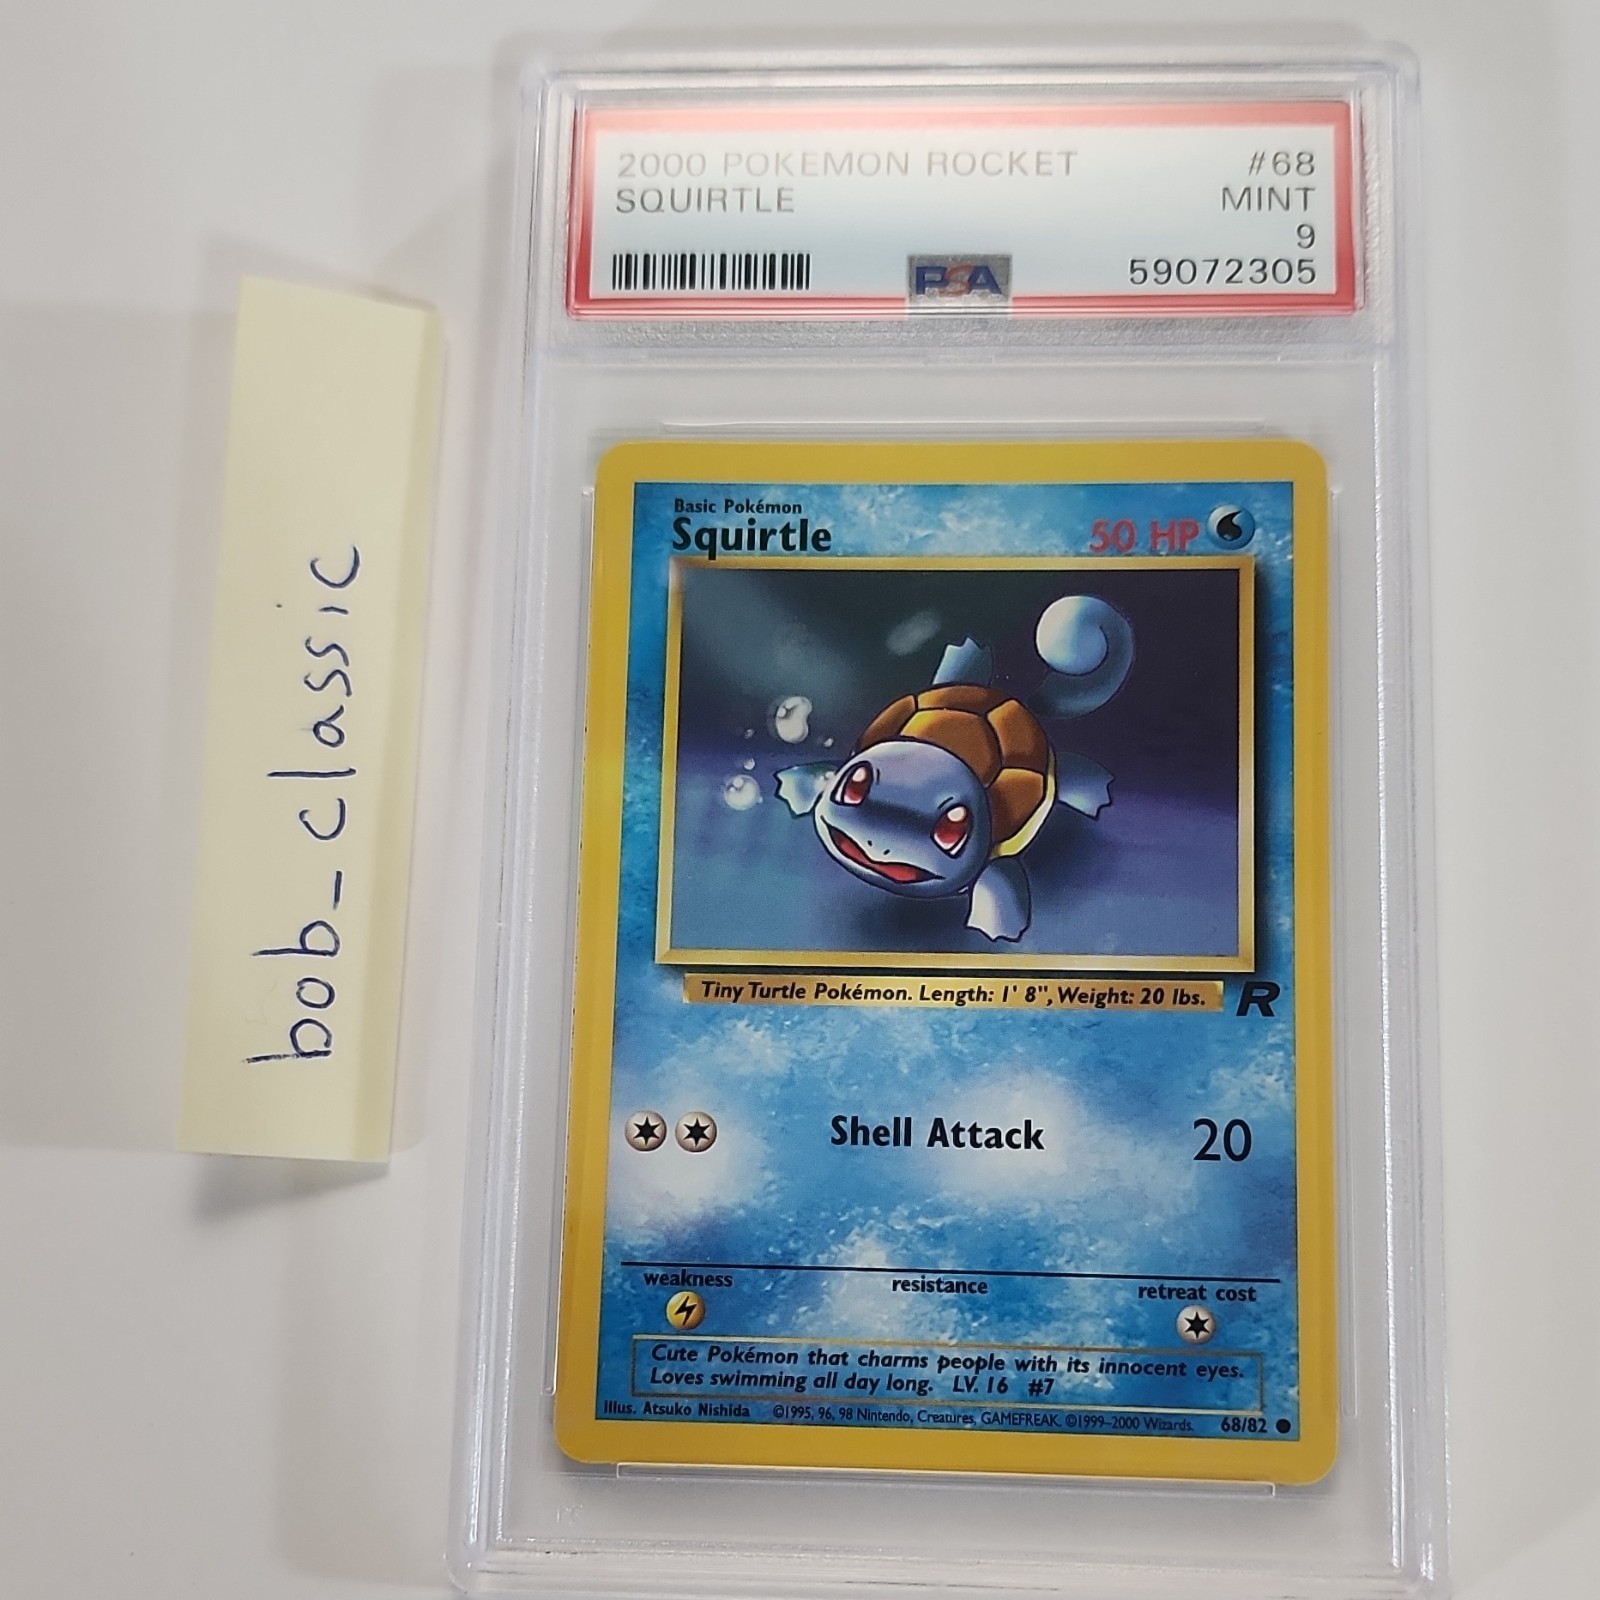 2000 POKEMON ROCKET #68
SQUIRTLE MINT
9
PSA 59072305
bob_classic
Basic Pokémon
Squirtle 50 HP
Tiny Turtle Pokémon. Length: 1' 8", Weight: 20 lbs. R
Shell Attack 20
weakness resistance retreat cost
Cute Pokémon that charms people with its innocent eyes.
Loves swimming all day long. LV. 16 #7
Illus. Atsuko Nishida ©1995, 96, 98 Nintendo, Creatures, GAMEFREAK. ©1999-2000 Wizards. 68/82